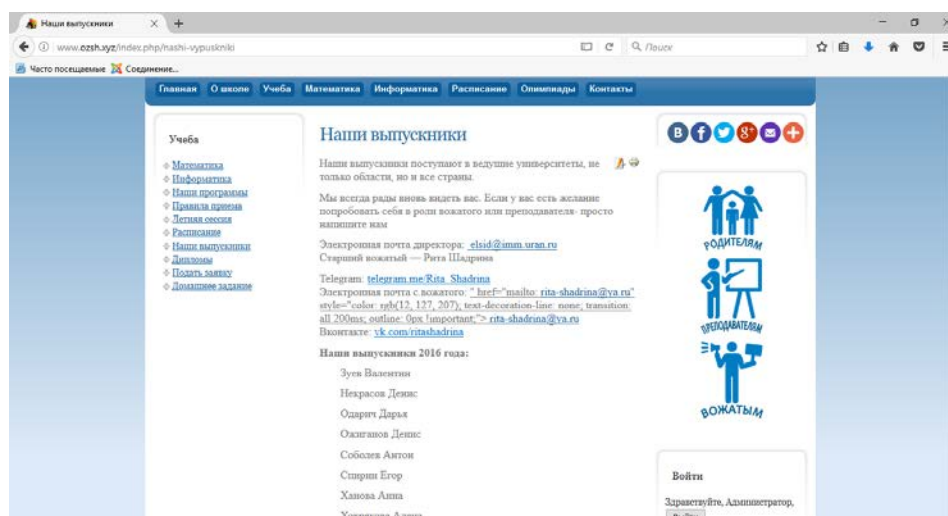 Наши выпускники
www.ozsh.xyz/index.php/nashi-vypuskniki
Поиск
Часто посещаемые Соединение...
Главная О школе Учеба Математика Информатика Расписание Олимпиады Контакты
Учеба
Математика
Информатика
Наши программы
Правила приема
Летняя сессия
Расписание
Наши выпускники
Дипломы
Подать заявку
Домашнее задание
Наши выпускники
Наши выпускники поступают в ведущие университеты, не
только области, но и все страны.
Мы всегда рады вновь видеть вас. Если у вас есть желание
попробовать себя в роли вожатого или преподавателя- просто
напишите нам
Электронная почта директора: elsid@imm.uran.ru
Старший вожатый — Рита Шадрина
Telegram: telegram.me/Rita_Shadrina
Электронная почта с вожатого: " href="mailto: rita-shadrina@ya.ru"
style="color: rgb(12, 127, 207); text-decoration-line: none; transition:
all 200ms; outline: 0px !important;"> rita-shadrina@ya.ru
Вконтакте: vk.com/ritashadrina
Наши выпускники 2016 года:
Зуев Валентин
Некрасов Денис
Одарич Дарья
Ожиганов Денис
Соболев Антон
Спирин Егор
Ханова Анна
РОДИТЕЛЯМ
ПРЕПОДАВАТЕЛЯМ
ВОЖАТЫМ
Войти
Здравствуйте, Администратор,